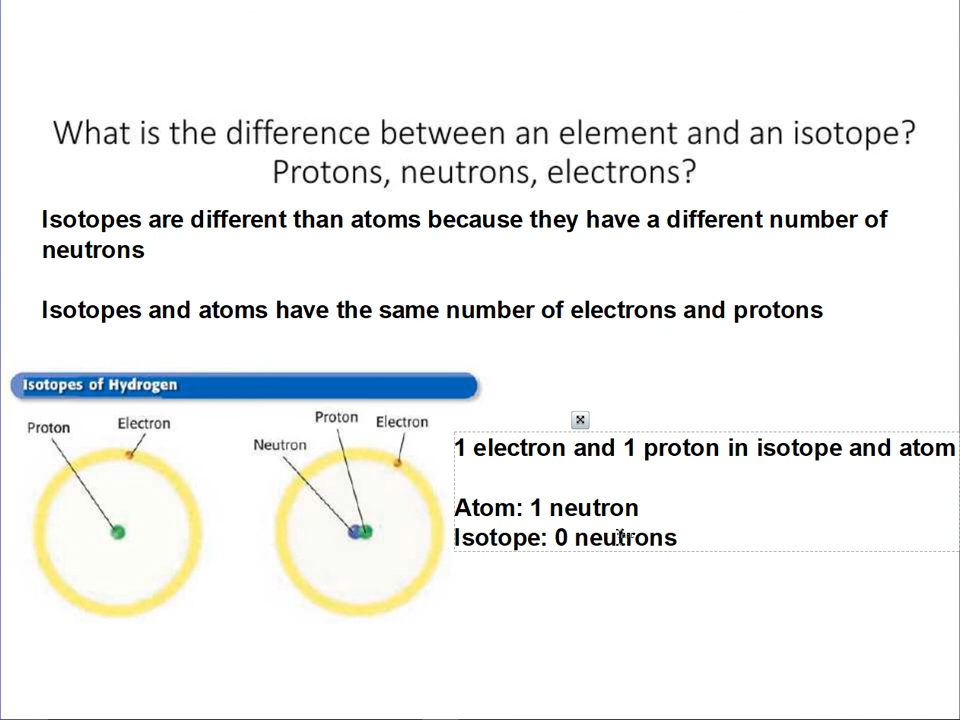 What is the difference between an element and an isotope?
Protons, neutrons, electrons?
Isotopes are different than atoms because they have a different number of
neutrons
Isotopes and atoms have the same number of electrons and protons
Isotopes of Hydrogen
Proton
Electron
Neutron
Proton
Electron
1 electron and 1 proton in isotope and atom
Atom: 1 neutron
Isotope: 0 neutrons